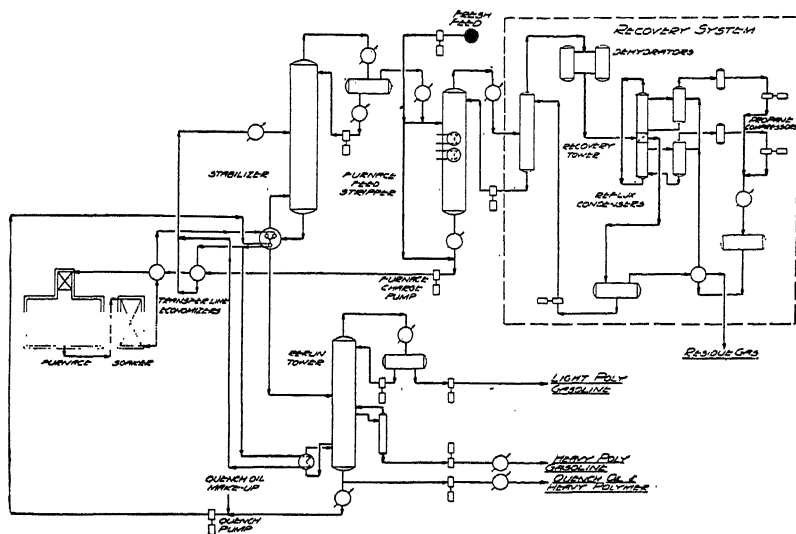 FRESH
FEED
RECOVERY SYSTEM
DEHYDRATORS
PROPANE
COMPRESSORS
RECOVERY
TOWER
REFLUX
CONDENSERS
STABILIZER
FURNACE
FEED
STRIPPER
FURNACE
CHARGE
PUMP
TRANSFER LINE
ECONOMIZERS
FURNACE
SOAKER
RESIDUE GAS
RERUN
TOWER
LIGHT POLY
GASOLINE
HEAVY POLY
GASOLINE
QUENCH OIL &
HEAVY POLYMER
QUENCH OIL
MAKE-UP
QUENCH
PUMP